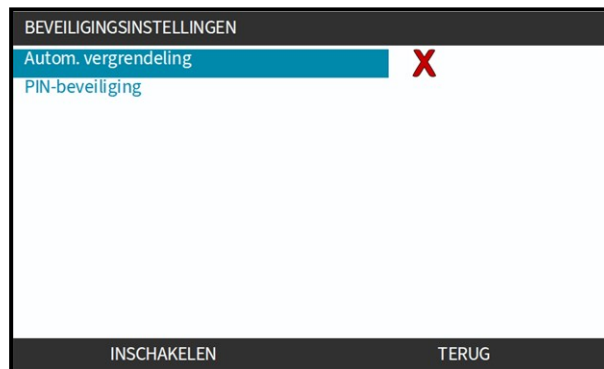 BEVEILIGINGSINSTELLINGEN
Autom. vergrendeling
PIN-beveiliging
INSCHAKELEN TERUG